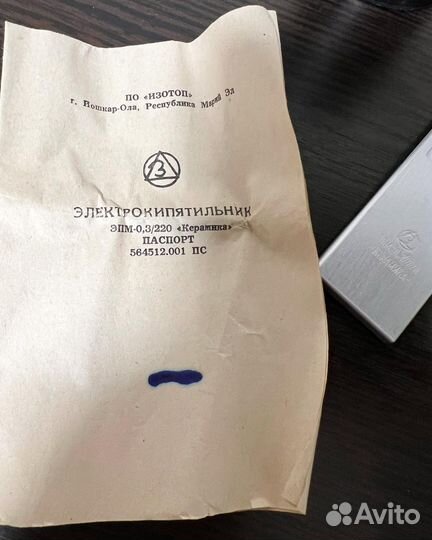 ПО «ИЗОТОП»
г. Йошкар-Ола, Республика Марий Эл
ЭЛЕКТРОКИПЯТИЛЬНИК
ЭПМ-0,3/220 «Керамика»
ПАСПОРТ
564512.001 ПС
Avito